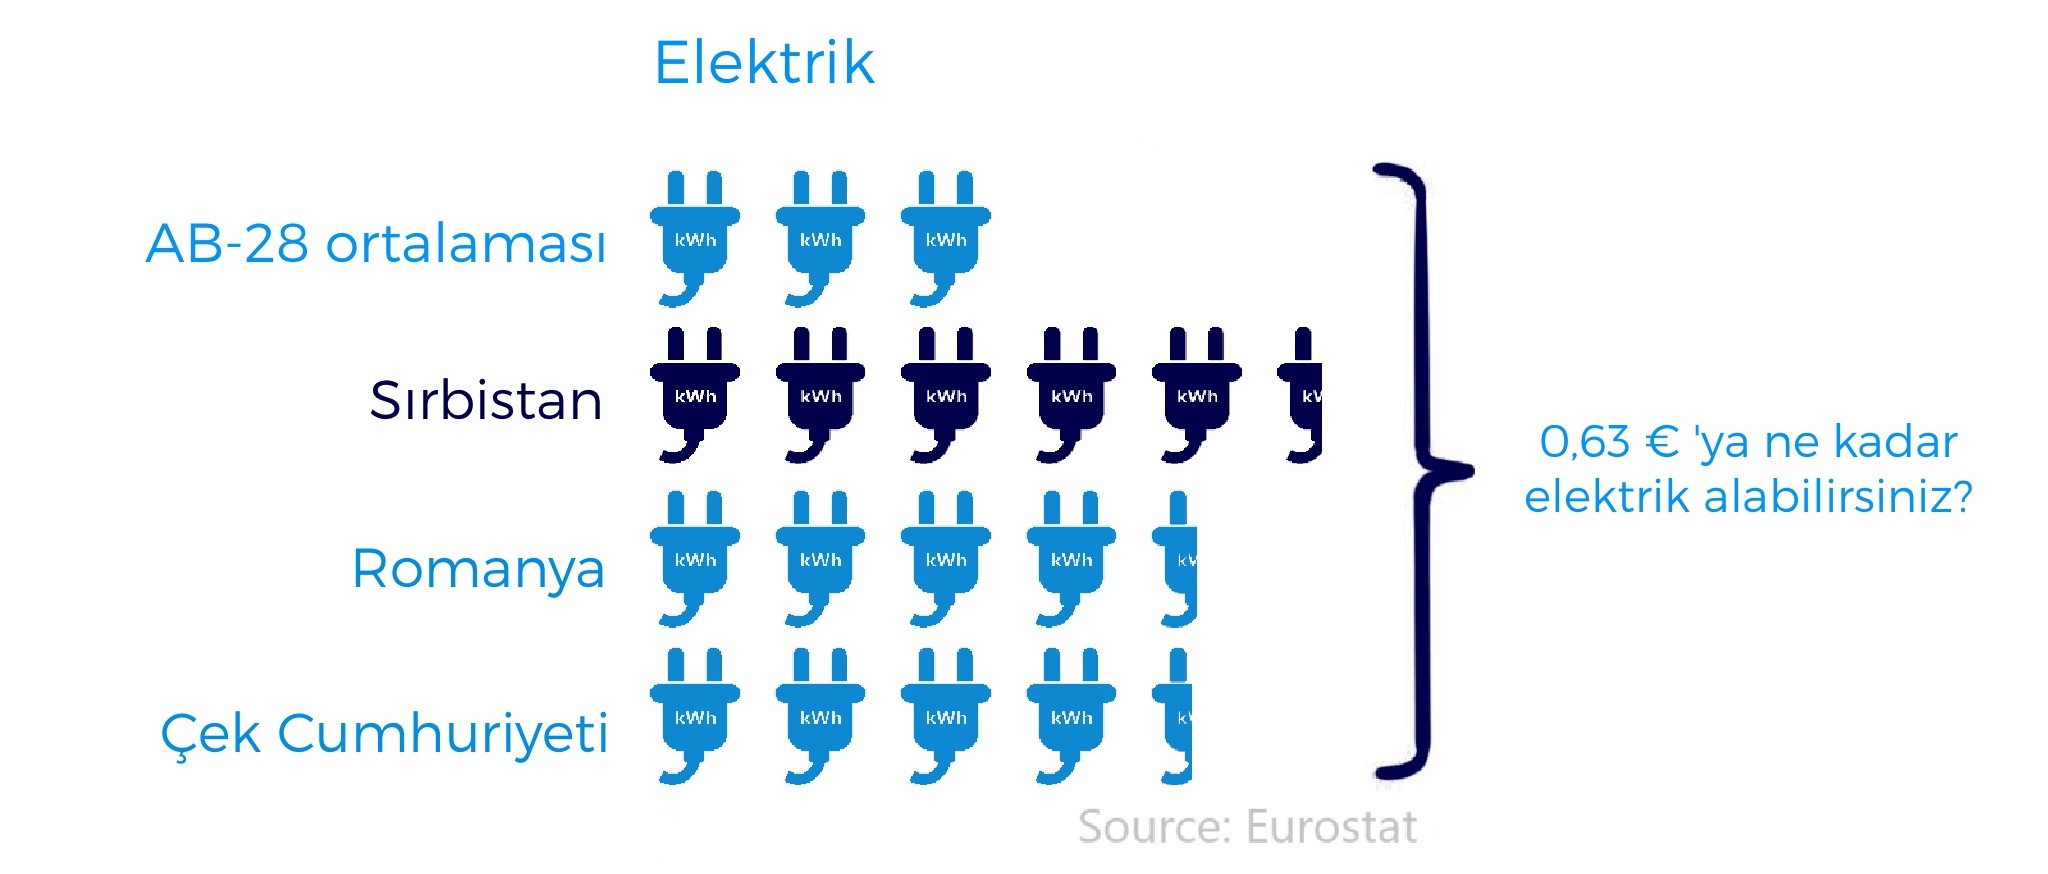 Elektrik
AB-28 ortalaması
kWh kWh kWh
Sırbistan
kWh kWh kWh kWh kWh kW
Romanya
kWh kWh kWh kWh kW
Çek Cumhuriyeti
kWh kWh kWh kWh kW
0,63 € 'ya ne kadar
elektrik alabilirsiniz?
Source: Eurostat